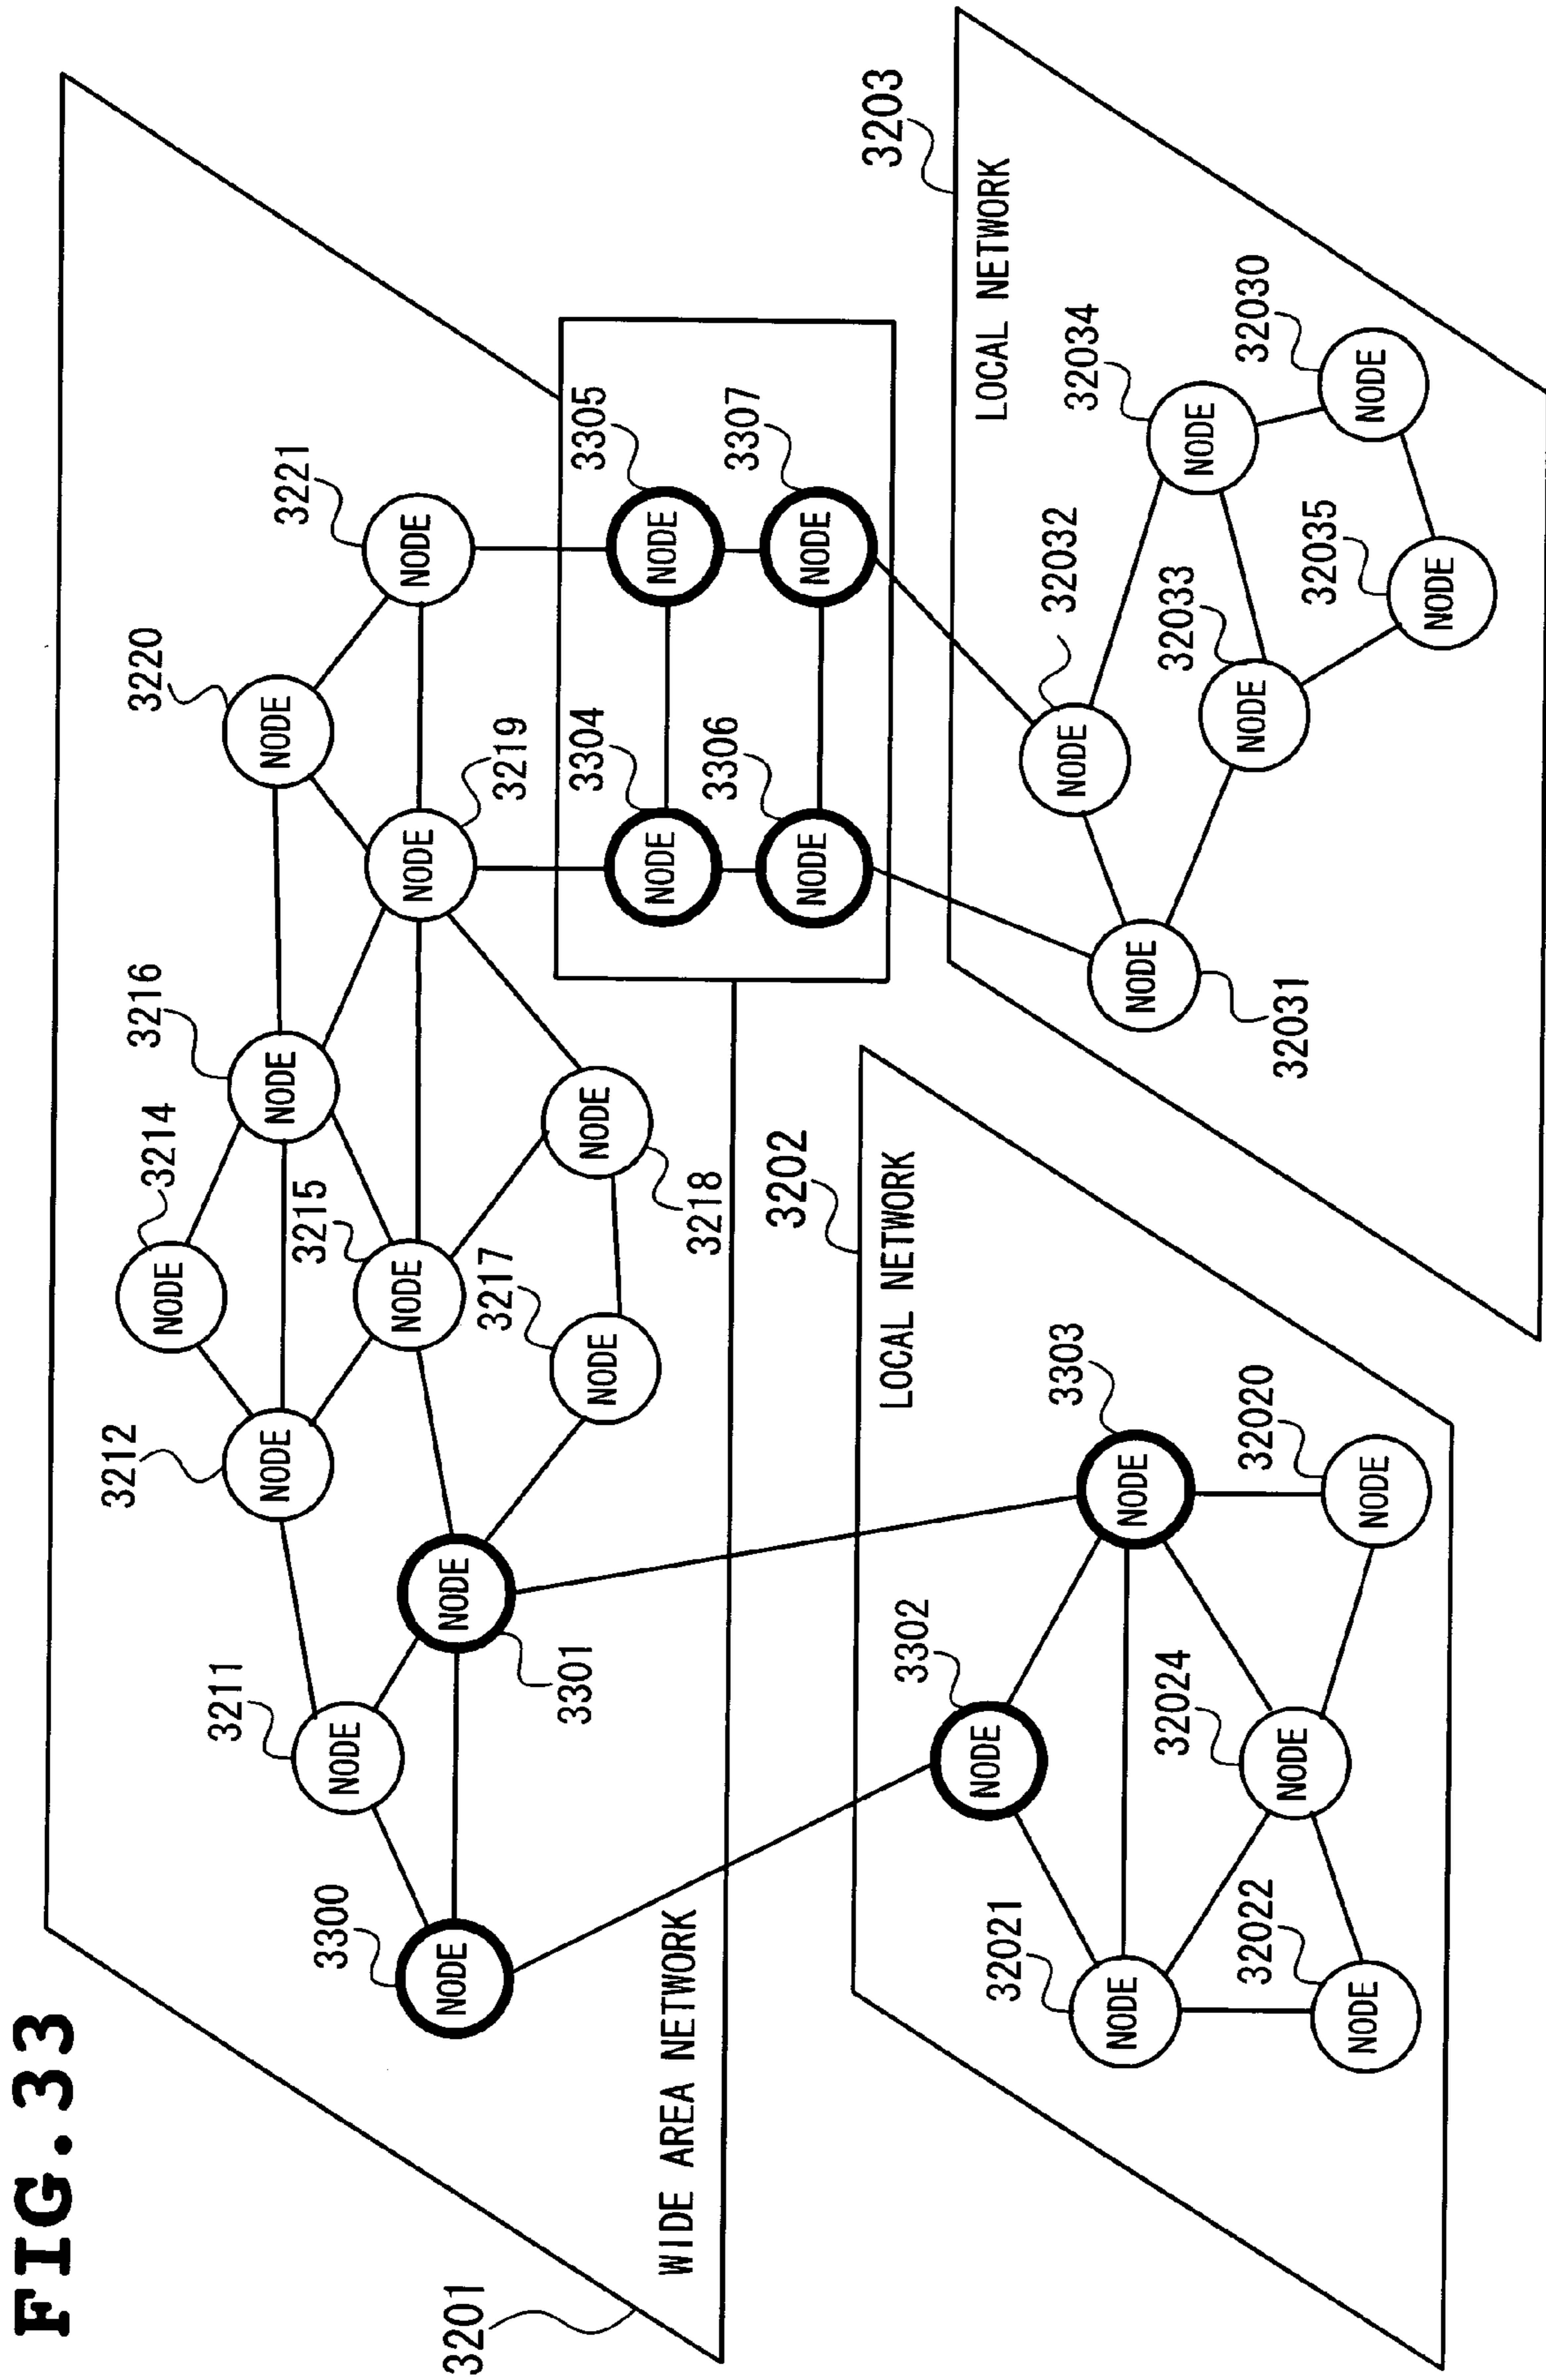 FIG.33
3201
WIDE AREA NETWORK
3300
NODE
3211
NODE
3301
NODE
3212
NODE
3214
NODE
3215
NODE
3216
NODE
3217
NODE
3218
NODE
3219
NODE
3220
NODE
3221
NODE
3304
NODE
3305
NODE
3306
NODE
3307
NODE
3202
LOCAL NETWORK
3302
NODE
3303
NODE
32021
NODE
32024
NODE
32020
NODE
32022
NODE
3203
LOCAL NETWORK
32032
NODE
32034
NODE
32031
NODE
32033
NODE
32030
NODE
32035
NODE